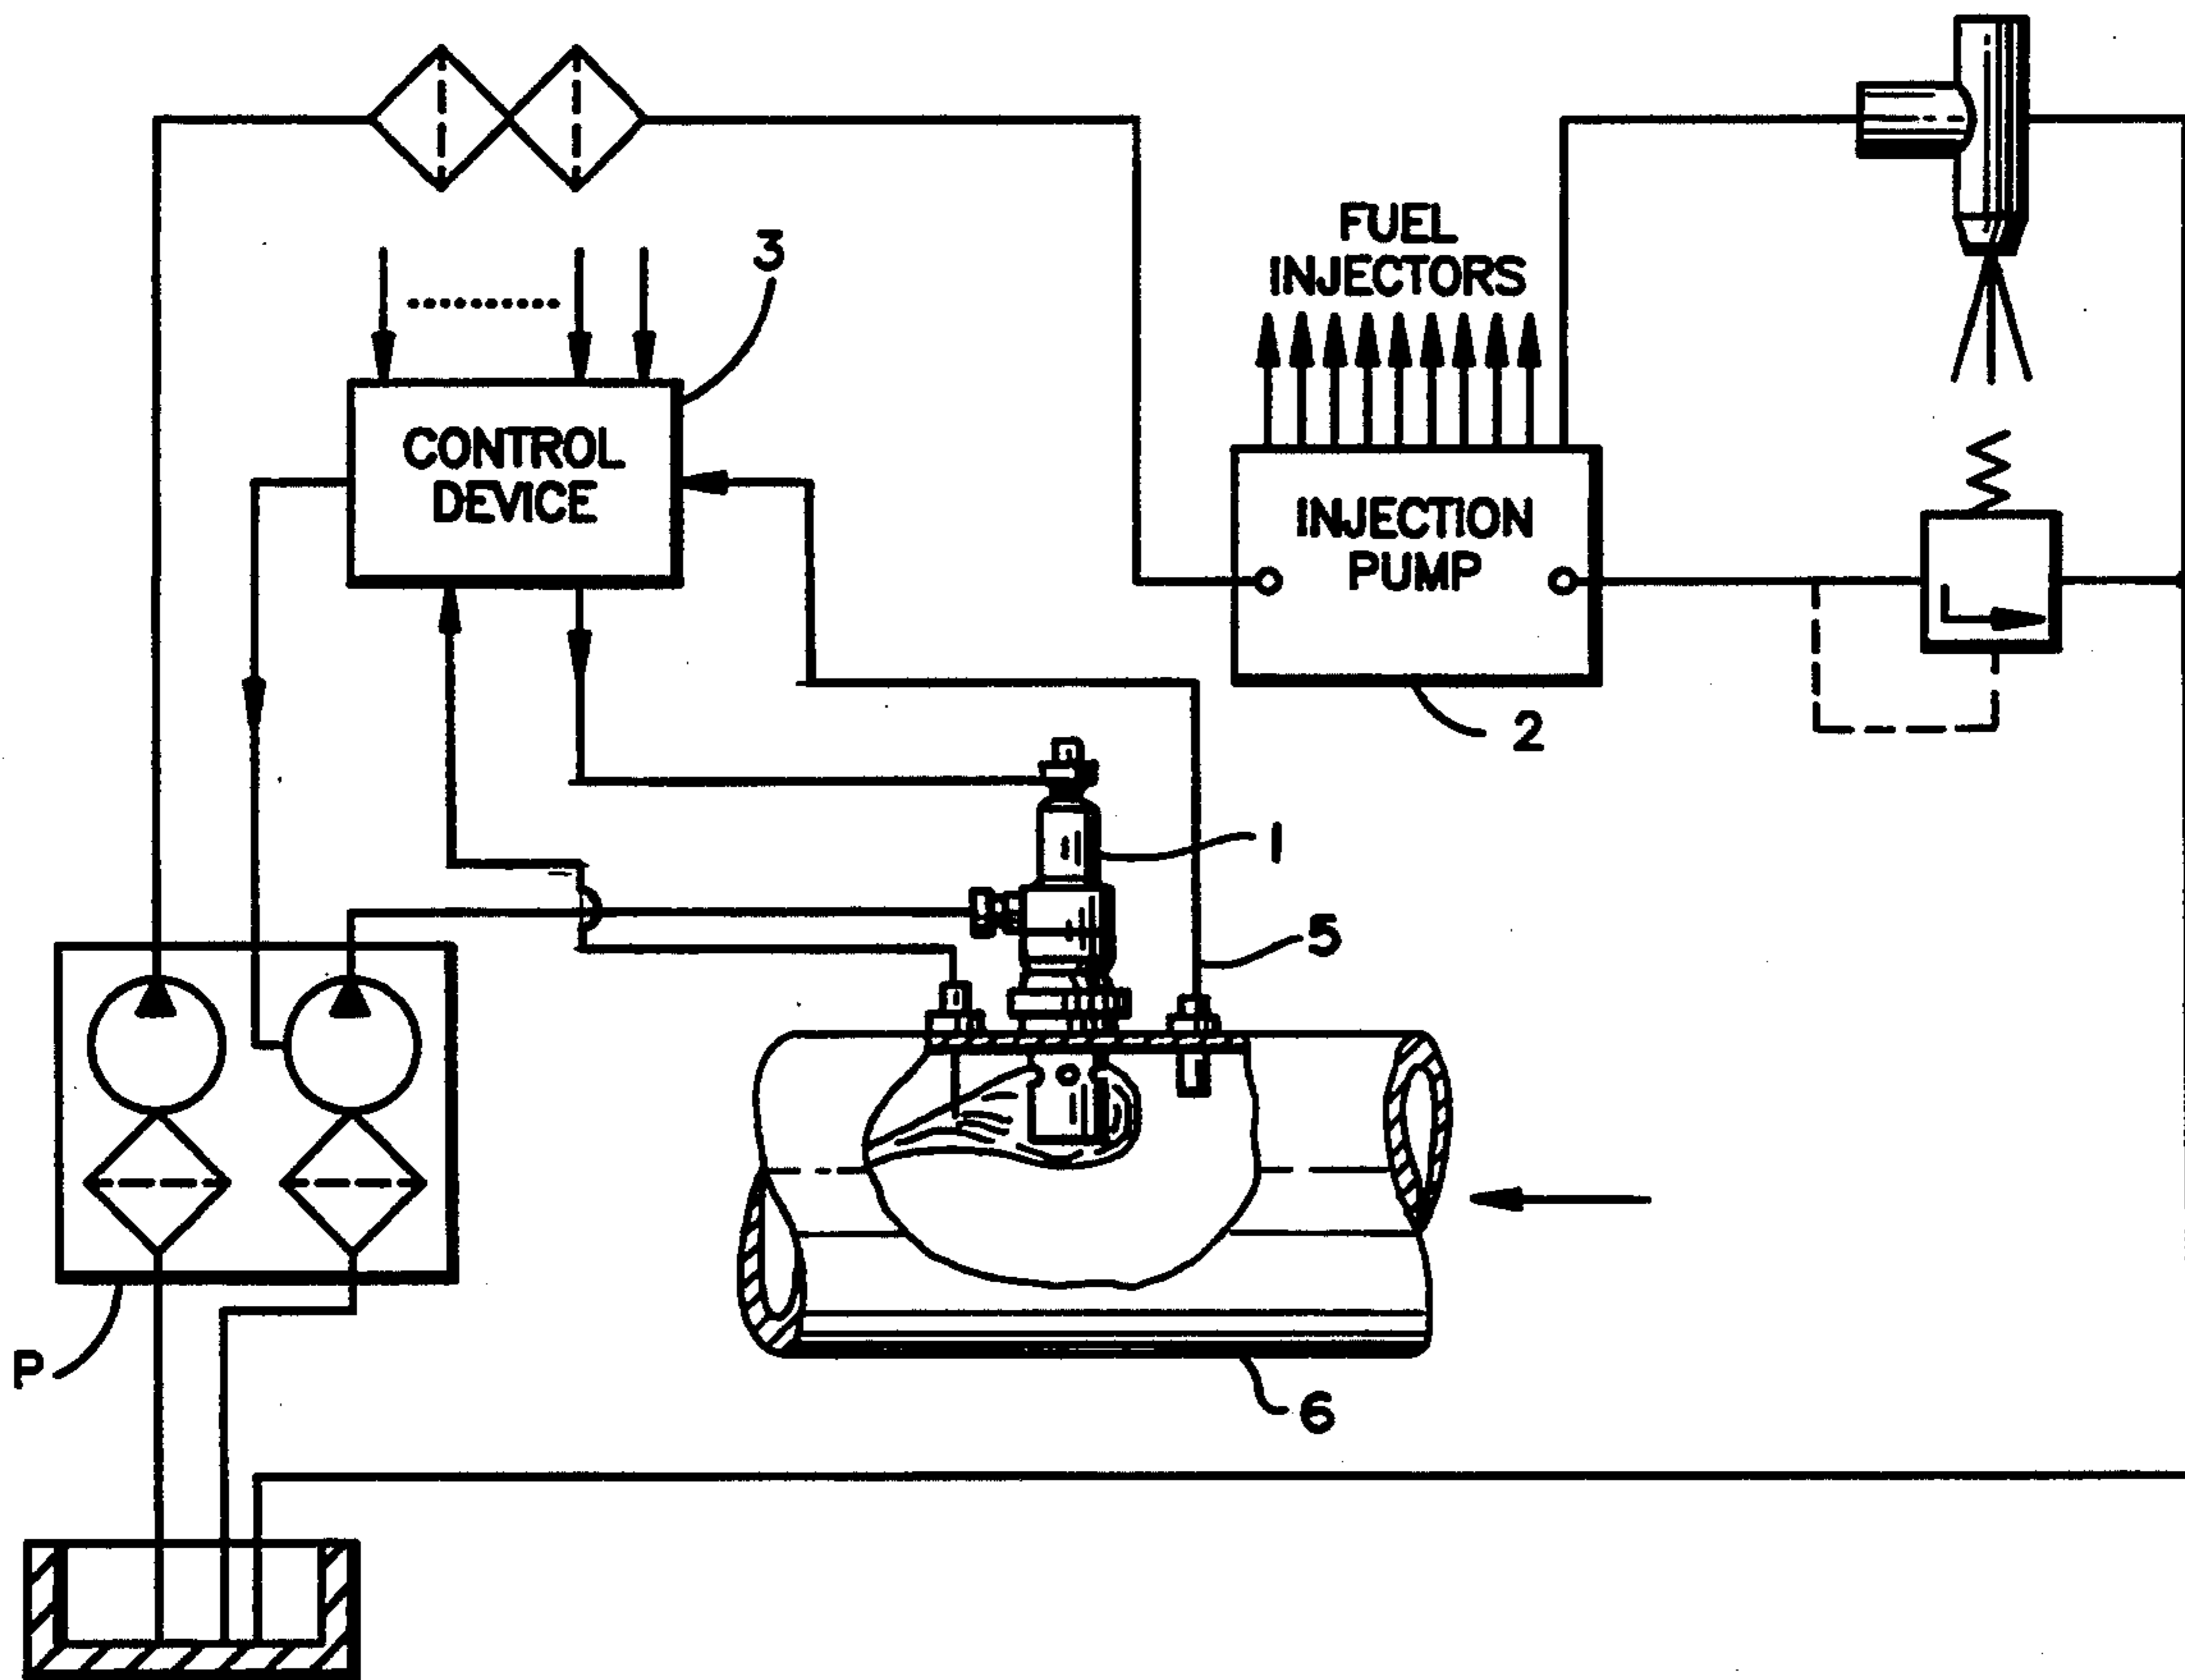 3
FUEL
INJECTORS
CONTROL
DEVICE
INJECTION
PUMP
2
1
5
P
6